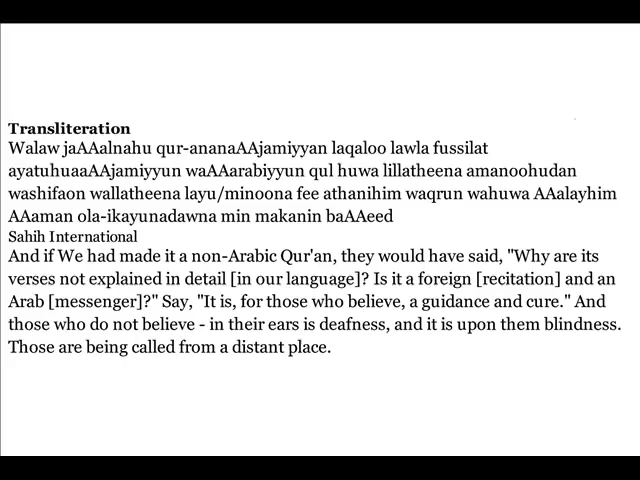 Transliteration
Walaw jaAAalnahu qur-ananaAAjamiyyan laqaloo lawla fussilat
ayatuhuaaAAjamiyyun waAAarabiyyun qul huwa lillatheena amanoohudan
washifaon wallatheena layu/minoona fee athanihim waqrun wahuwa AAalayhim
AAaman ola-ikayunadawna min makanin baAAeed
Sahih International
And if We had made it a non-Arabic Qur'an, they would have said, "Why are its
verses not explained in detail [in our language]? Is it a foreign [recitation] and an
Arab [messenger]?" Say, "It is, for those who believe, a guidance and cure." And
those who do not believe - in their ears is deafness, and it is upon them blindness.
Those are being called from a distant place.